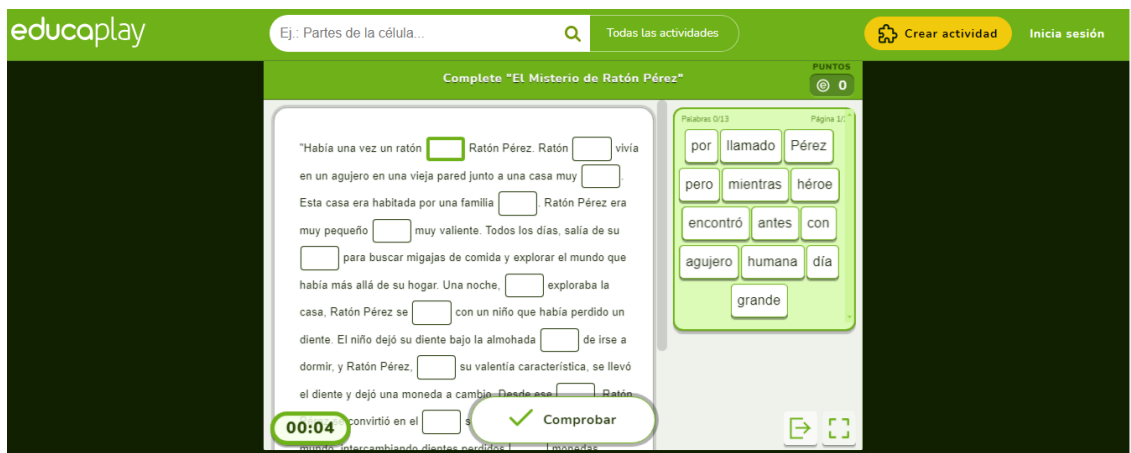 educaplay
Ej.: Partes de la célula...
Todas las actividades
Crear actividad
Inicia sesión
Complete "El Misterio de Ratón Pérez"
PUNTOS
0
"Había una vez un ratón Ratón Pérez. Ratón vivía
en un agujero en una vieja pared junto a una casa muy .
Esta casa era habitada por una familia . Ratón Pérez era
muy pequeño muy valiente. Todos los días, salía de su
para buscar migajas de comida y explorar el mundo que
había más allá de su hogar. Una noche, exploraba la
casa, Ratón Pérez se con un niño que había perdido un
diente. El niño dejó su diente bajo la almohada de irse a
dormir, y Ratón Pérez, su valentía característica, se llevó
el diente y dejó una moneda a cambio. Desde ese Ratón
convirtió en el
mundo, intercambiando dientes perdidos monedas
Palabras 0/13
Página 1/
por llamado Pérez
pero mientras héroe
encontró antes con
agujero humana día
grande
00:04
Comprobar